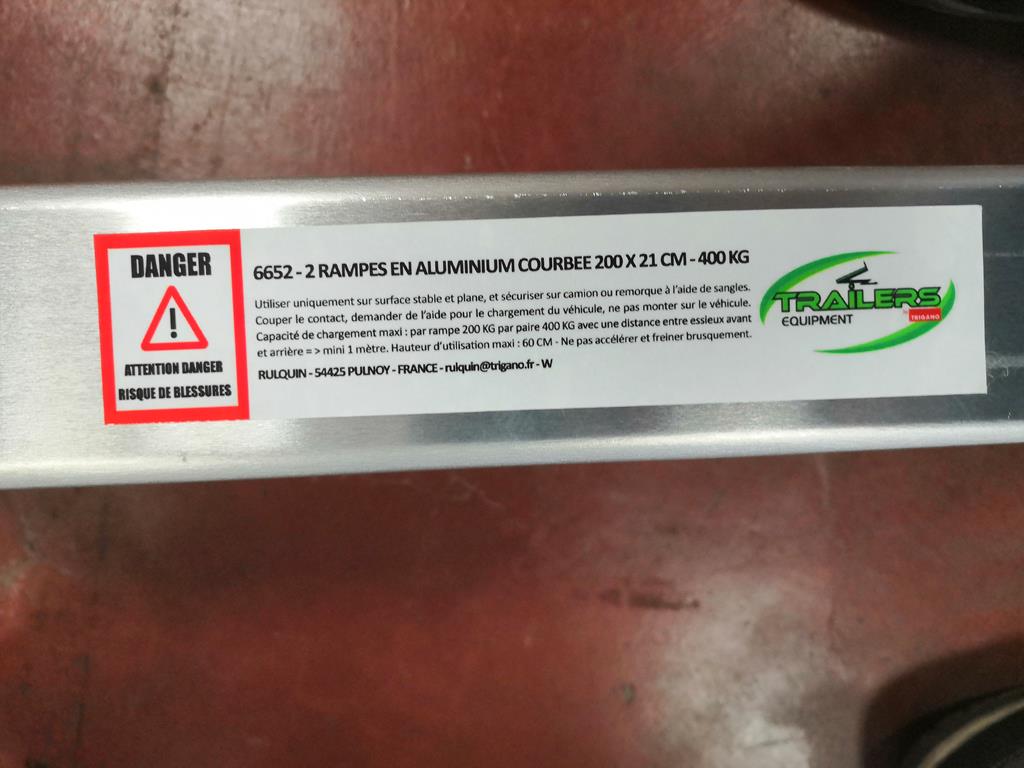 DANGER
!
ATTENTION DANGER
RISQUE DE BLESSURES
6652 - 2 RAMPES EN ALUMINIUM COURBEE 200 X 21 CM - 400 KG
Utiliser uniquement sur surface stable et plane, et sécuriser sur camion ou remorque à l'aide de sangles.
Couper le contact, demander de l'aide pour le chargement du véhicule, ne pas monter sur le véhicule.
Capacité de chargement maxi : par rampe 200 KG par paire 400 KG avec une distance entre essieux avant
et arrière = > mini 1 mètre. Hauteur d'utilisation maxi : 60 CM - Ne pas accélérer et freiner brusquement.
RULQUIN - 54425 PULNOY - FRANCE - rulquin@trigano.fr - W
TRAILERS
EQUIPMENT
TRIGANO